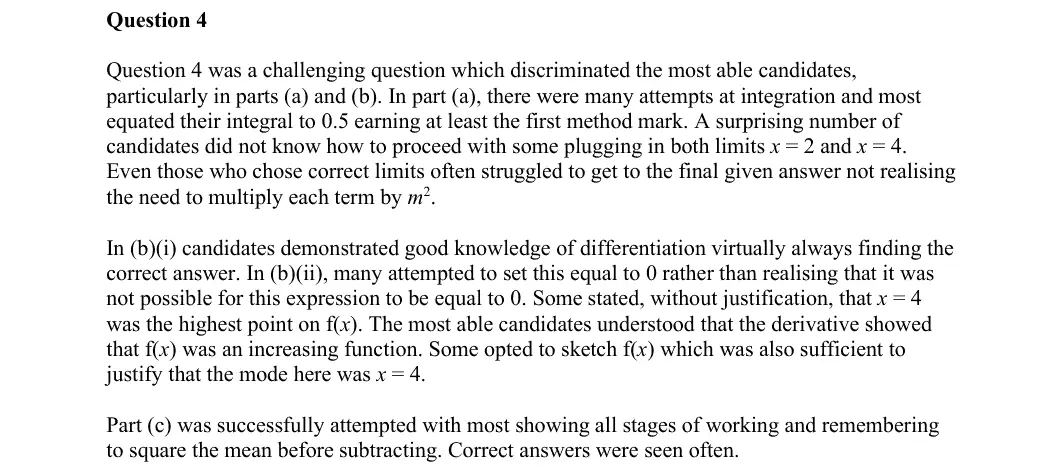 Question 4
Question 4 was a challenging question which discriminated the most able candidates,
particularly in parts (a) and (b). In part (a), there were many attempts at integration and most
equated their integral to 0.5 earning at least the first method mark. A surprising number of
candidates did not know how to proceed with some plugging in both limits x = 2 and x = 4.
Even those who chose correct limits often struggled to get to the final given answer not realising
the need to multiply each term by m².
In (b)(i) candidates demonstrated good knowledge of differentiation virtually always finding the
correct answer. In (b)(ii), many attempted to set this equal to 0 rather than realising that it was
not possible for this expression to be equal to 0. Some stated, without justification, that x = 4
was the highest point on f(x). The most able candidates understood that the derivative showed
that f(x) was an increasing function. Some opted to sketch f(x) which was also sufficient to
justify that the mode here was x = 4.
Part (c) was successfully attempted with most showing all stages of working and remembering
to square the mean before subtracting. Correct answers were seen often.